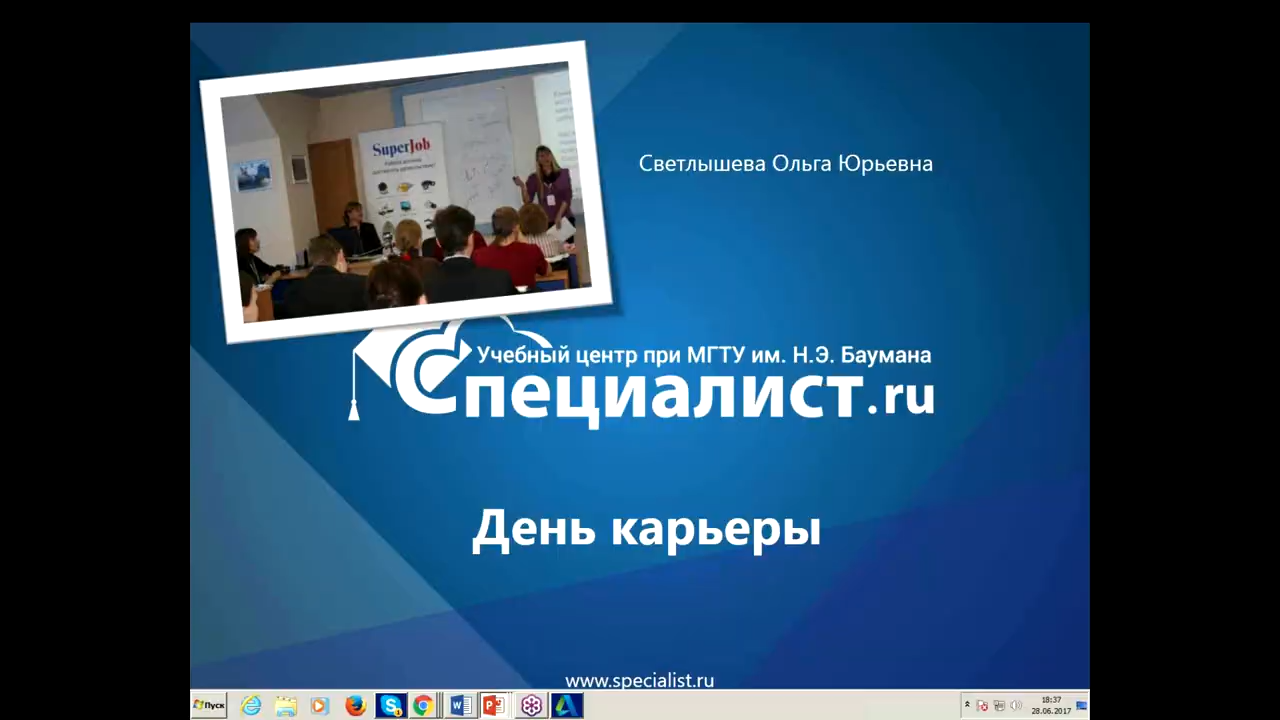 SuperJob
Светлышева Ольга Юрьевна
Учебный центр при МГТУ им. Н.Э. Баумана
Специалист.ru
День карьеры
www.specialist.ru
Пуск
18:37
28.06.2017